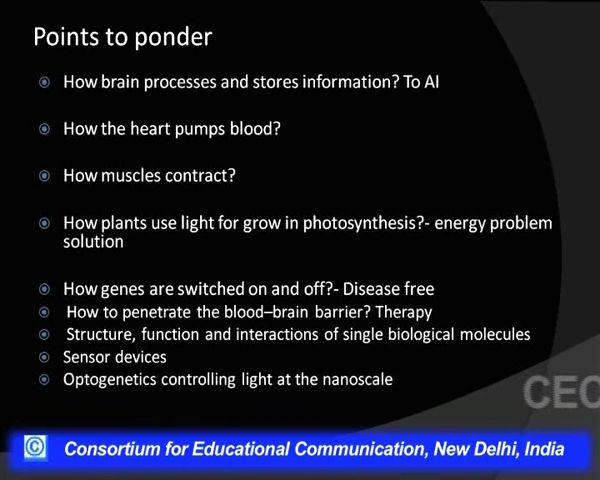 Points to ponder
How brain processes and stores information? To AI
How the heart pumps blood?
How muscles contract?
How plants use light for grow in photosynthesis?- energy problem
solution
How genes are switched on and off?- Disease free
How to penetrate the blood–brain barrier? Therapy
Structure, function and interactions of single biological molecules
Sensor devices
Optogenetics controlling light at the nanoscale
CEC
© Consortium for Educational Communication, New Delhi, India